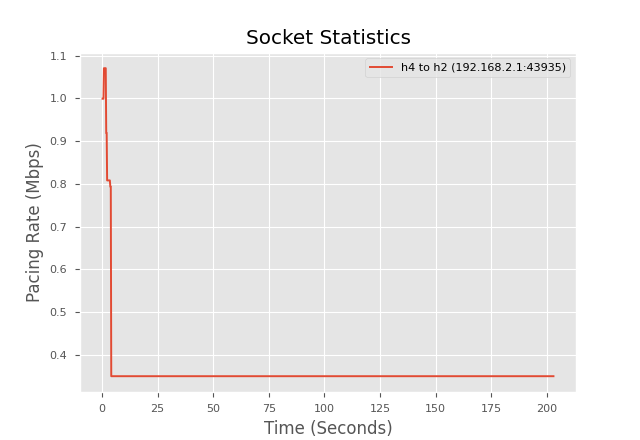 Socket Statistics
h4 to h2 (192.168.2.1:43935)
Pacing Rate (Mbps)
1.1
1.0
0.9
0.8
0.7
0.6
0.5
0.4
0 25 50 75 100 125 150 175 200
Time (Seconds)